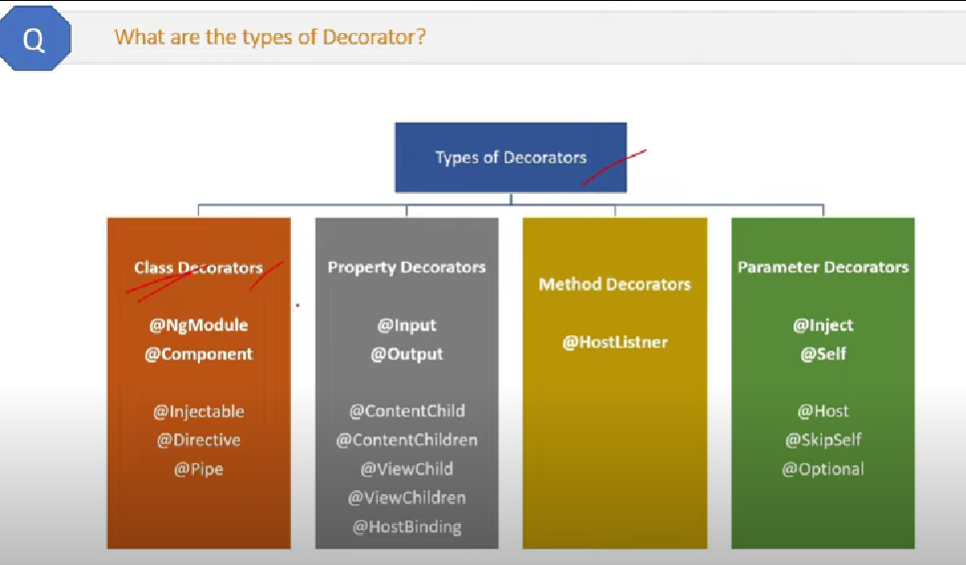 Q
What are the types of Decorator?
Types of Decorators
Class Decorators
@NgModule
@Component
@Injectable
@Directive
@Pipe
Property Decorators
@Input
@Output
@ContentChild
@ContentChildren
@ViewChild
@ViewChildren
@HostBinding
Method Decorators
@HostListner
Parameter Decorators
@Inject
@Self
@Host
@SkipSelf
@Optional